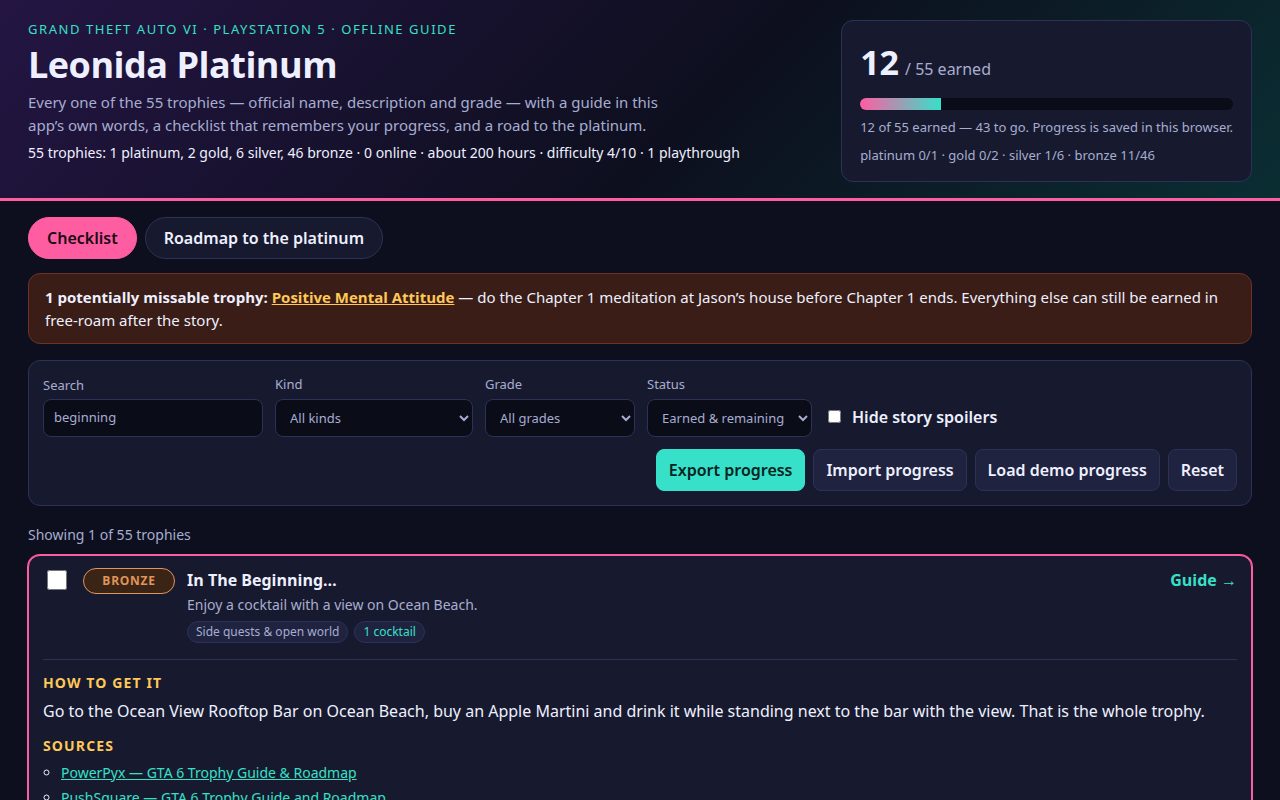 GRAND THEFT AUTO VI · PLAYSTATION 5 · OFFLINE GUIDE
Leonida Platinum
Every one of the 55 trophies — official name, description and grade — with a guide in this
app’s own words, a checklist that remembers your progress, and a road to the platinum.
55 trophies: 1 platinum, 2 gold, 6 silver, 46 bronze · 0 online · about 200 hours · difficulty 4/10 · 1 playthrough
12 / 55 earned
12 of 55 earned — 43 to go. Progress is saved in this browser.
platinum 0/1 · gold 0/2 · silver 1/6 · bronze 11/46
Checklist
Roadmap to the platinum
1 potentially missable trophy: Positive Mental Attitude — do the Chapter 1 meditation at Jason’s house before Chapter 1 ends. Everything else can still be earned in
free-roam after the story.
Search
Kind
Grade
Status
beginning
All kinds
All grades
Earned & remaining
Hide story spoilers
Export progress
Import progress
Load demo progress
Reset
Showing 1 of 55 trophies
BRONZE
In The Beginning...
Guide →
Enjoy a cocktail with a view on Ocean Beach.
Side quests & open world
1 cocktail
HOW TO GET IT
Go to the Ocean View Rooftop Bar on Ocean Beach, buy an Apple Martini and drink it while standing next to the bar with the view. That is the whole trophy.
SOURCES
PowerPyx — GTA 6 Trophy Guide & Roadmap
PushSquare — GTA 6 Trophy Guide and Roadmap